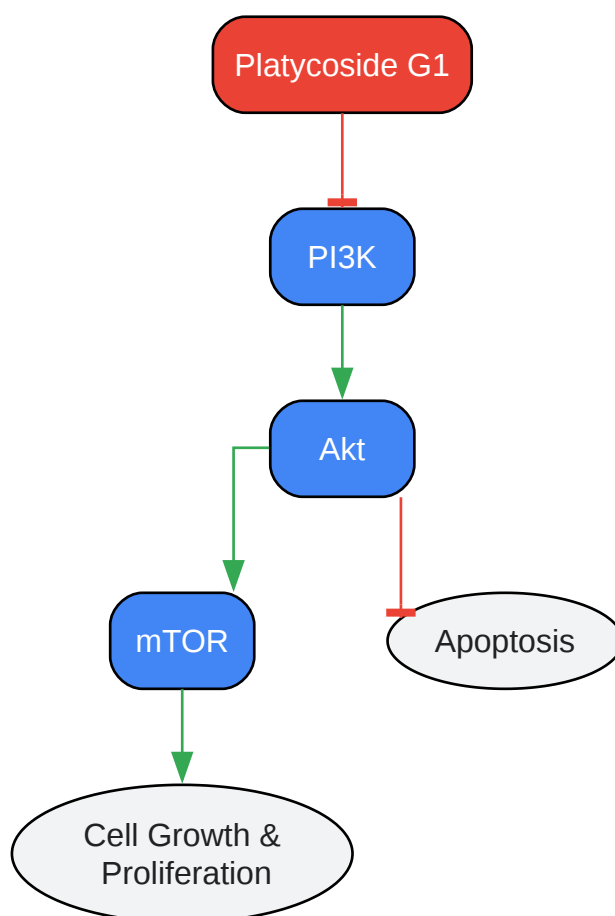 Platycoside G1
PI3K
Akt
mTOR
Apoptosis
Cell Growth &
Proliferation